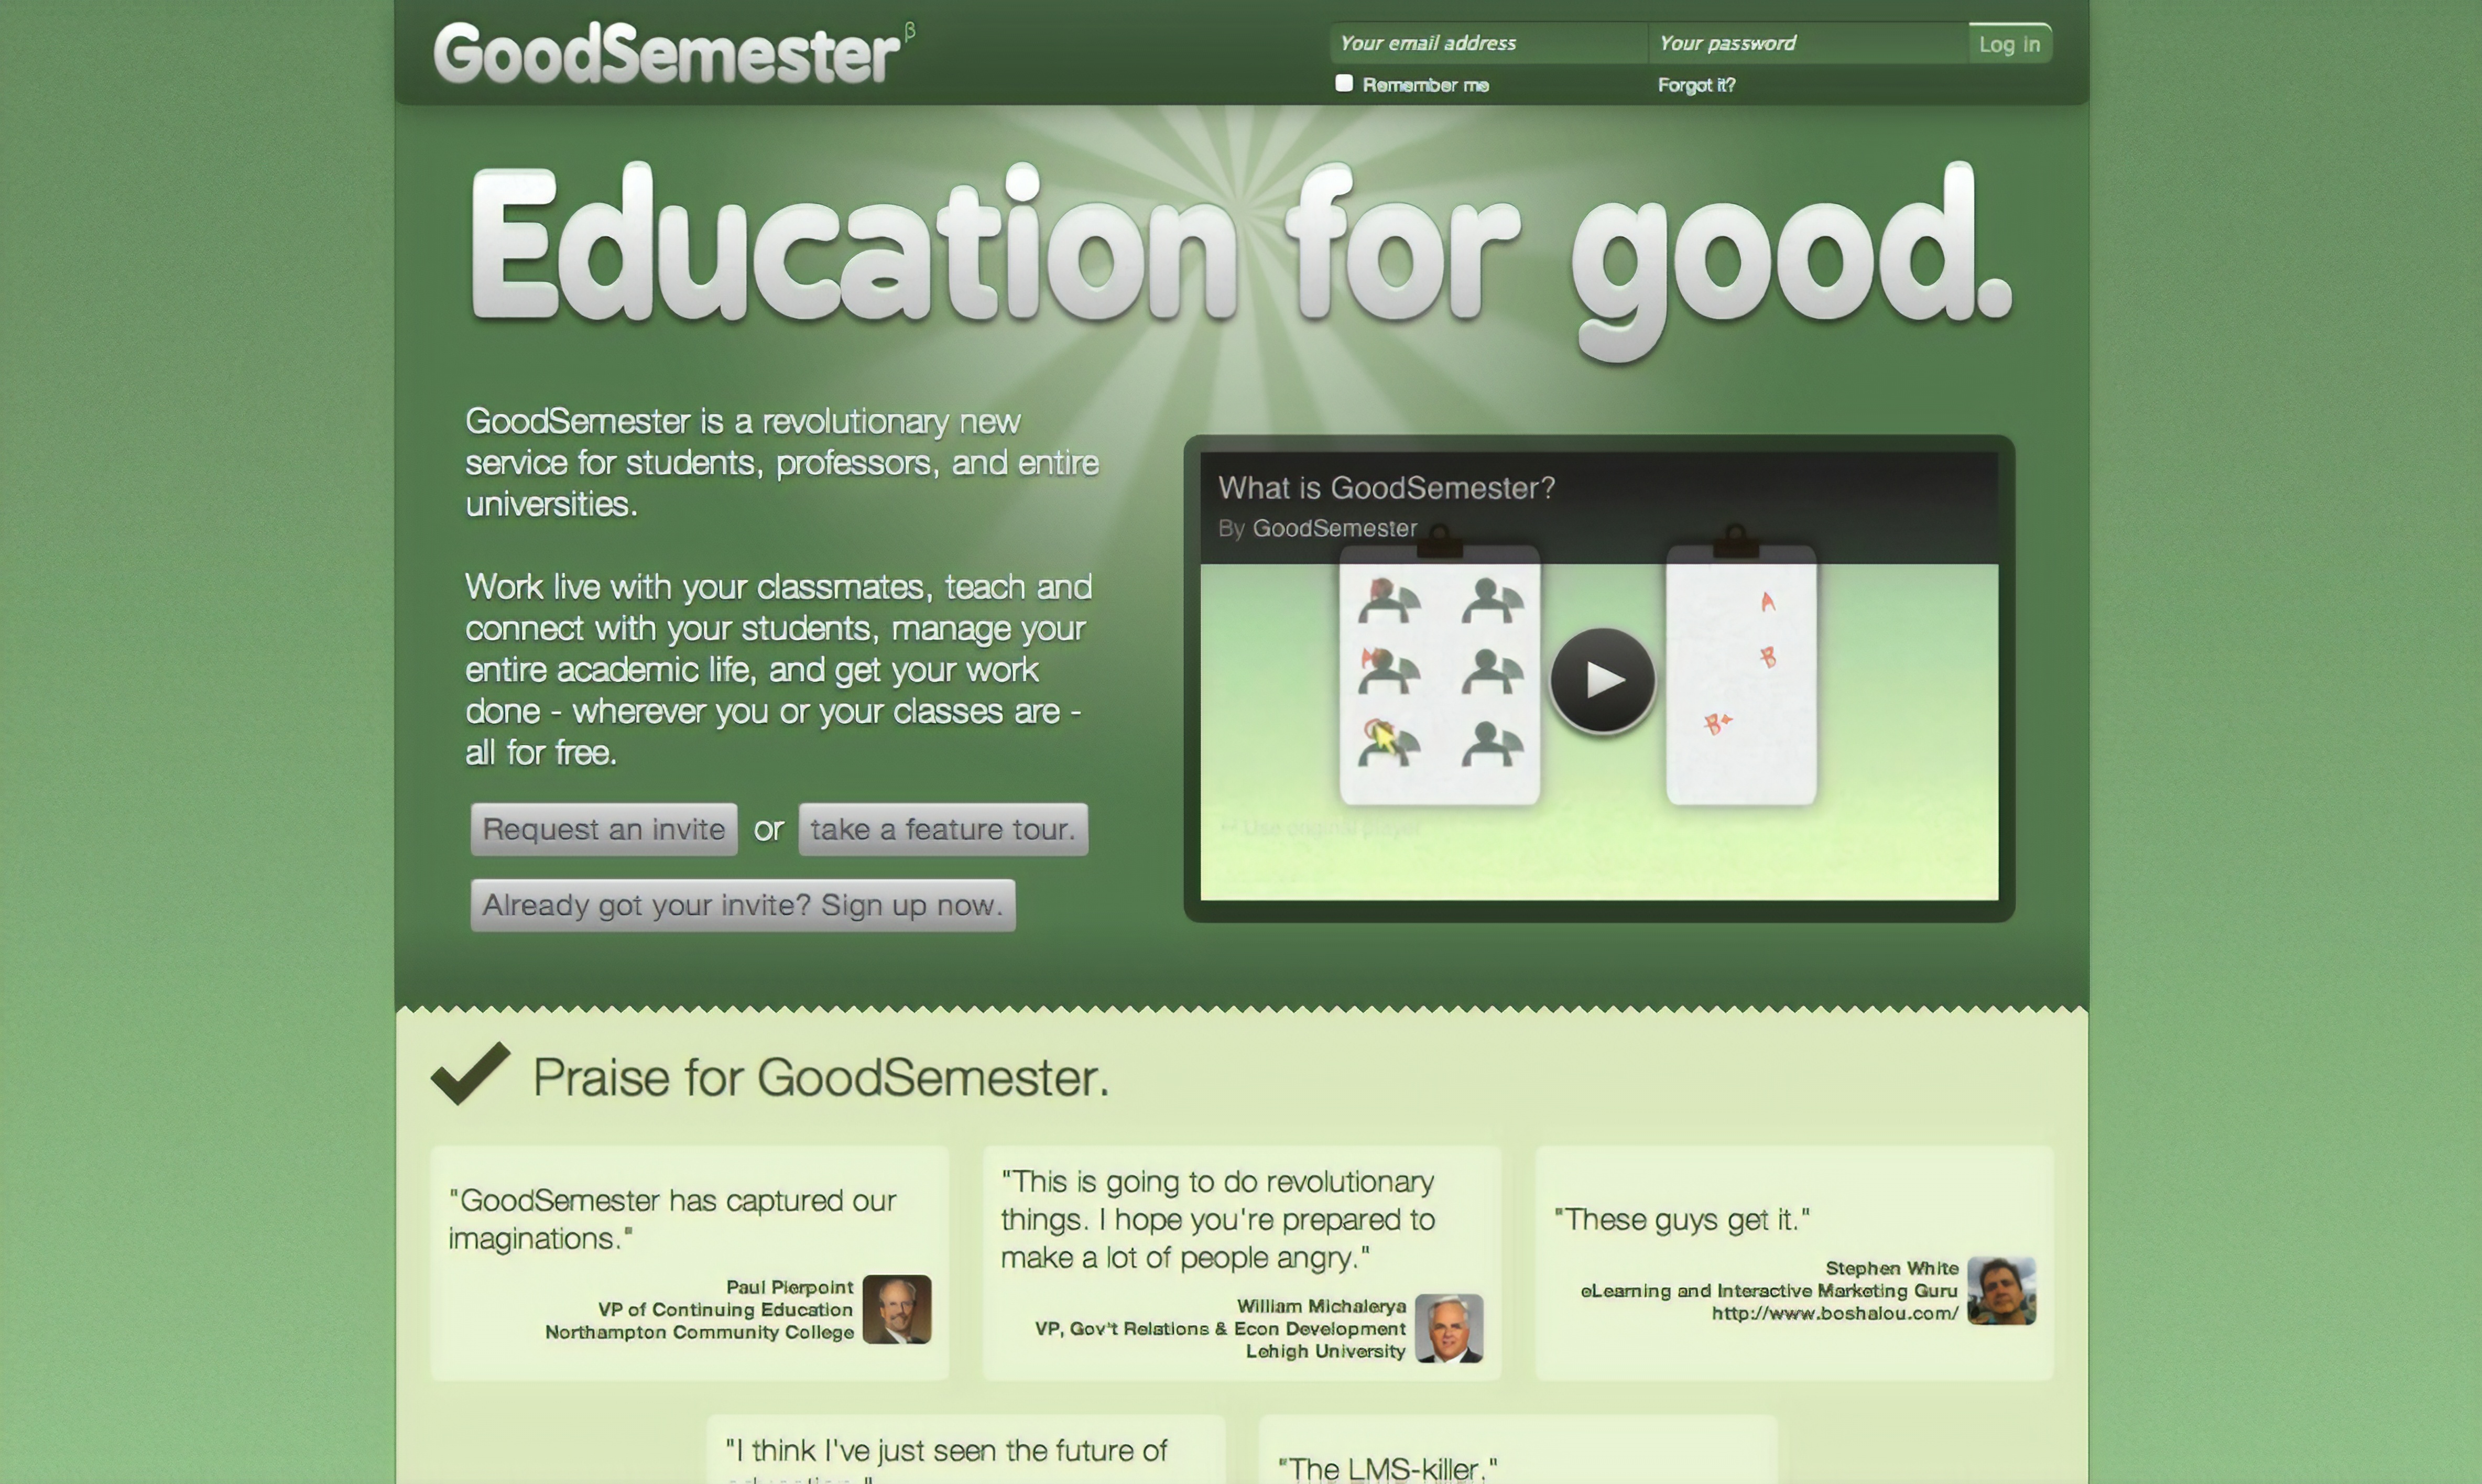 GoodSemester β
Your email address
Your password
Log in
Remember me
Forgot it?
Education for good.
GoodSemester is a revolutionary new
service for students, professors, and entire
universities.
Work live with your classmates, teach and
connect with your students, manage your
entire academic life, and get your work
done - wherever you or your classes are -
all for free.
Request an invite or take a feature tour.
Already got your invite? Sign up now.
What is GoodSemester?
By GoodSemester
A
B
B+
Use original player
Praise for GoodSemester.
"GoodSemester has captured our
imaginations."
Paul Pierpoint
VP of Continuing Education
Northampton Community College
"This is going to do revolutionary
things. I hope you're prepared to
make a lot of people angry."
William Michalerya
VP, Gov't Relations & Econ Development
Lehigh University
"These guys get it."
Stephen White
eLearning and Interactive Marketing Guru
http://www.boshalou.com/
"I think I've just seen the future of
"The LMS-killer."